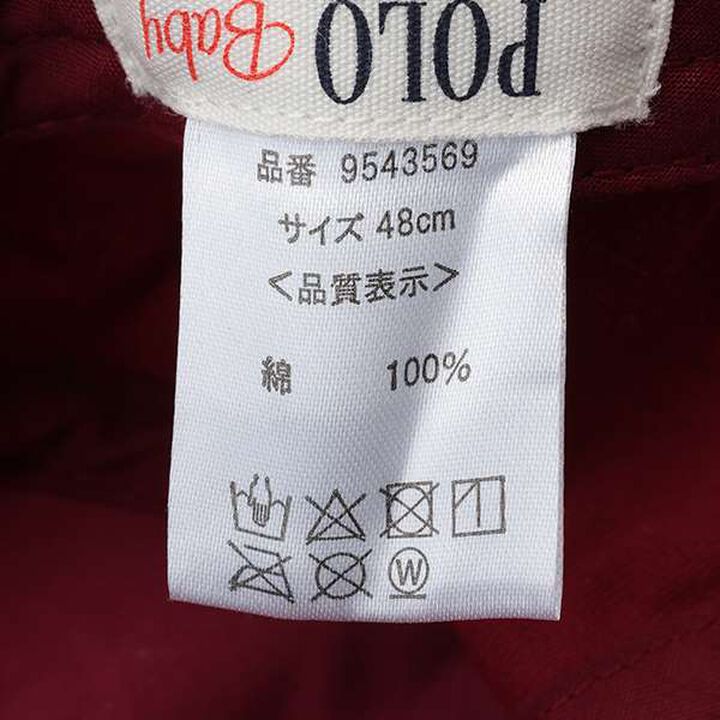 POLO
Baby
品番 9543569
サイズ 48cm
<品質表示>
綿 100%
W